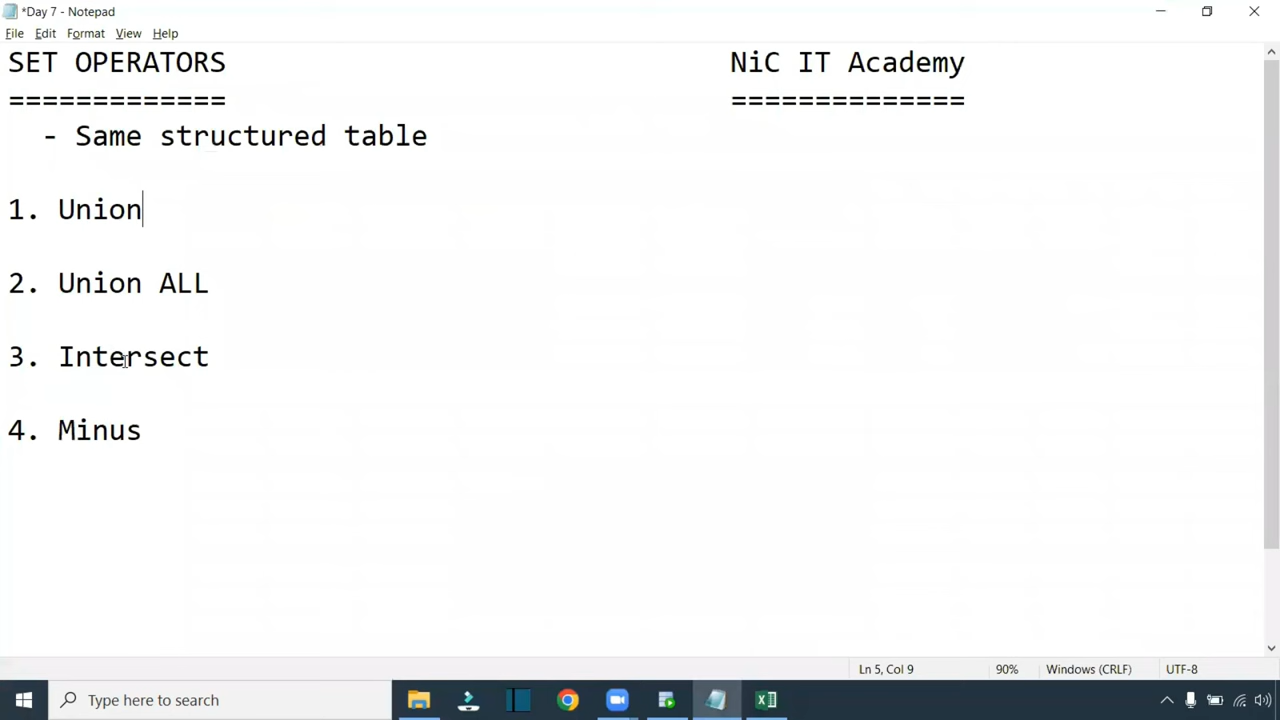 *Day 7 - Notepad
File Edit Format View Help
SET OPERATORS NiC IT Academy
============= ==============
- Same structured table
1. Union
2. Union ALL
3. Intersect
4. Minus
Ln 5, Col 9 90% Windows (CRLF) UTF-8
Type here to search